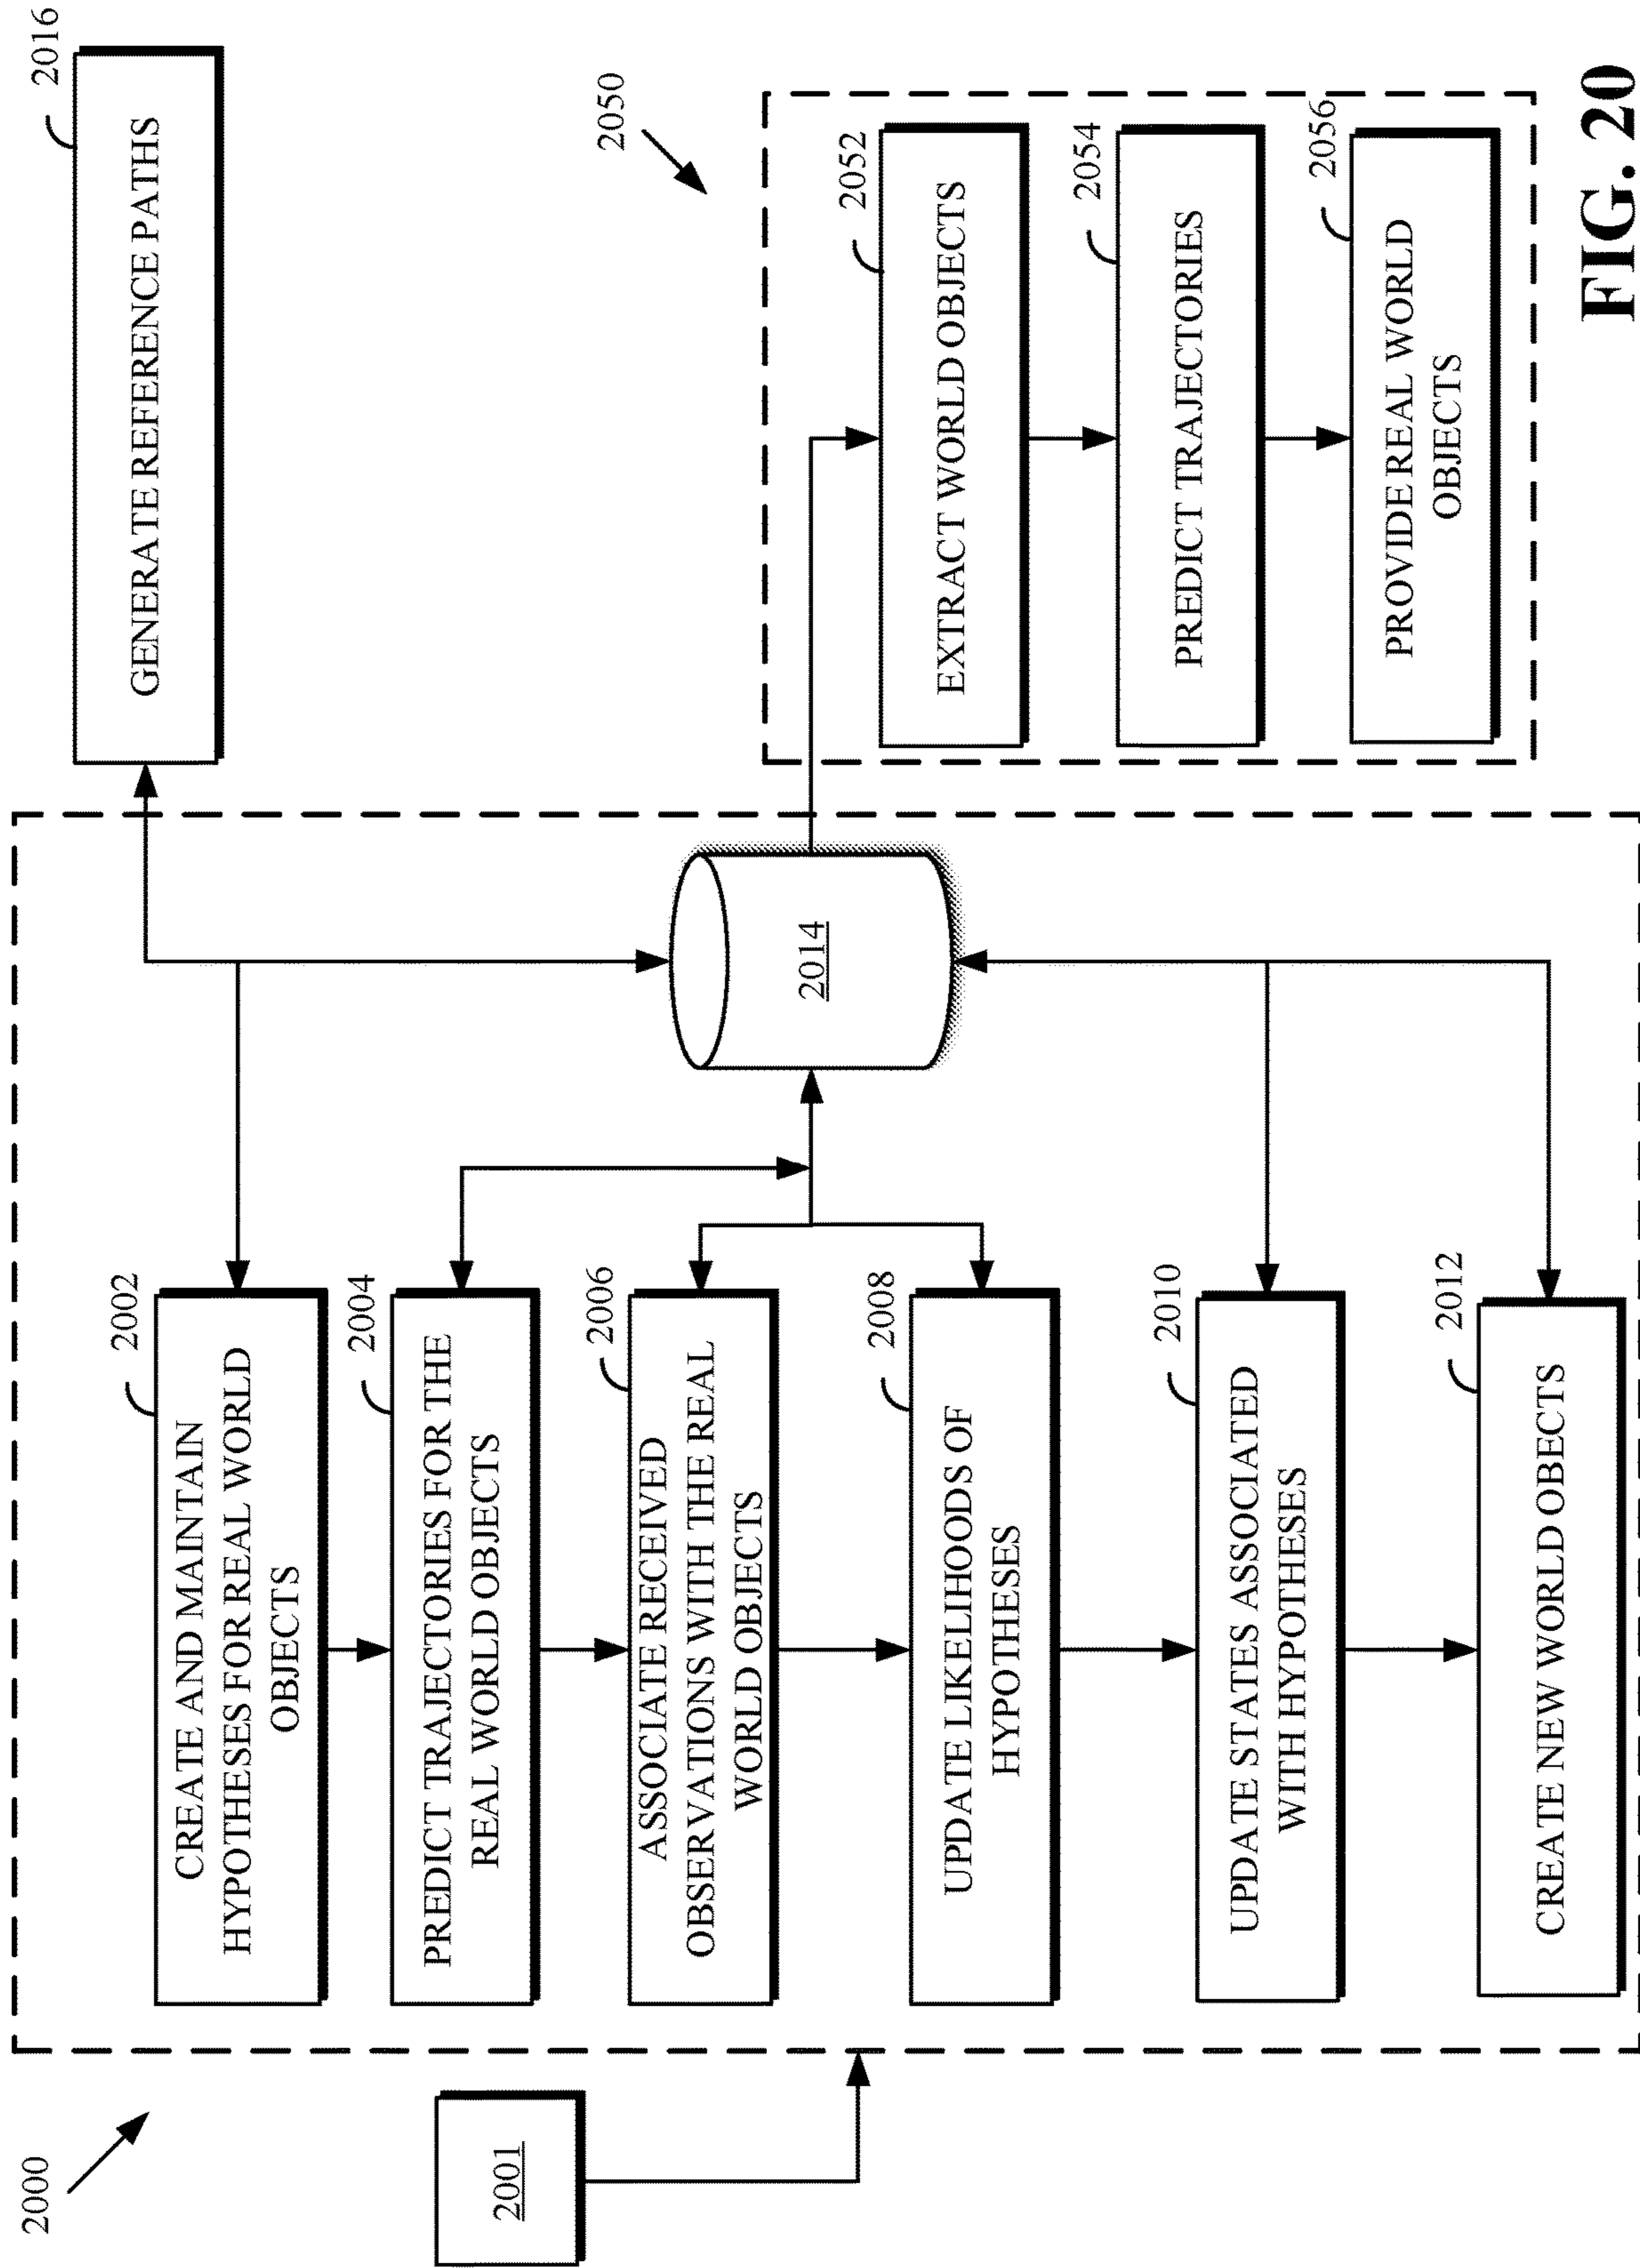 2000
2001
2002
CREATE AND MAINTAIN
HYPOTHESES FOR REAL WORLD
OBJECTS
2004
PREDICT TRAJECTORIES FOR THE
REAL WORLD OBJECTS
2006
ASSOCIATE RECEIVED
OBSERVATIONS WITH THE REAL
WORLD OBJECTS
2008
UPDATE LIKELIHOODS OF
HYPOTHESES
2010
UPDATE STATES ASSOCIATED
WITH HYPOTHESES
2012
CREATE NEW WORLD OBECTS
2014
2016
GENERATE REFERENCE PATHS
2050
2052
EXTRACT WORLD OBJECTS
2054
PREDICT TRAJECTORIES
2056
PROVIDE REAL WORLD
OBJECTS
FIG. 20